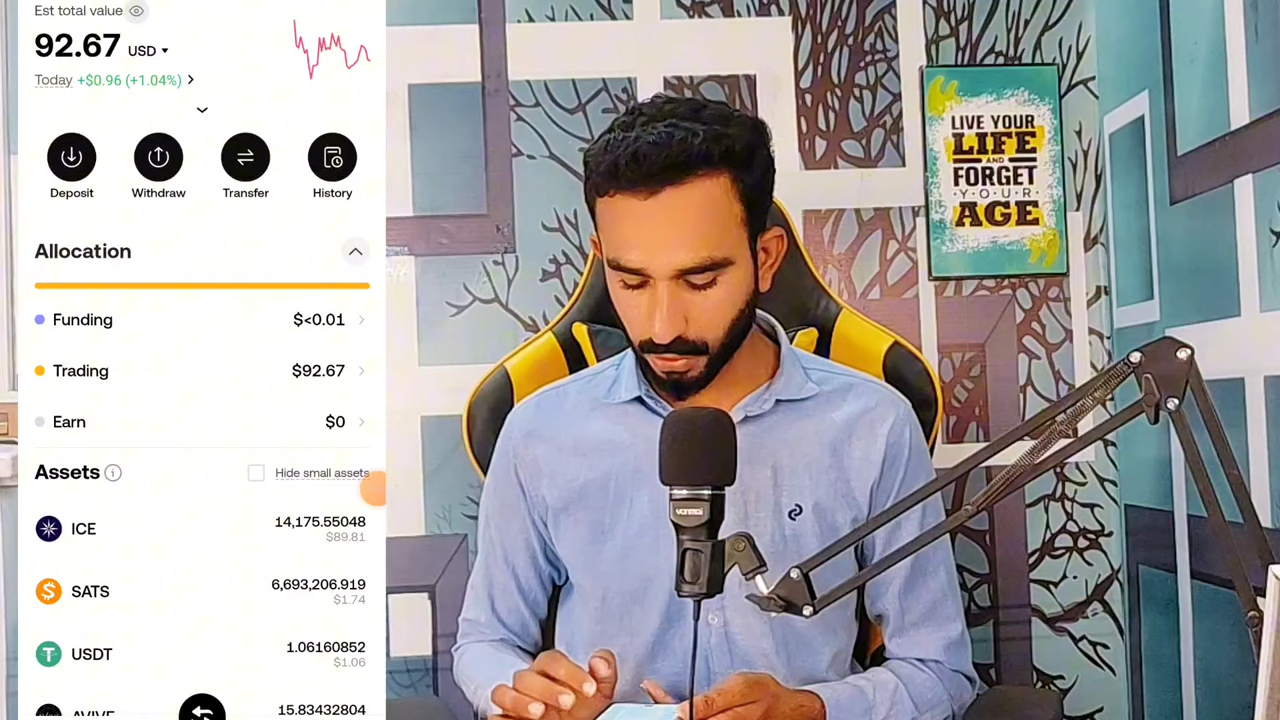 Est total value
92.67 USD
Today +$0.96 (+1.04%)
Deposit
Withdraw
Transfer
History
Allocation
Funding
$<0.01
Trading
$92.67
Earn
$0
Assets
Hide small assets
ICE
14,175.55048
$89.81
SATS
6,693,206.919
$1.74
USDT
1.06160852
$1.06
AVIVE
15.83432804
LIVE YOUR
LIFE
AND
FORGET
YOUR
AGE